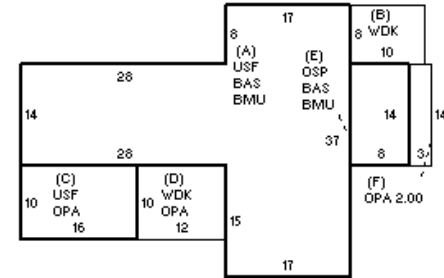 17
(B)
8
8 WDK
(A)
(E)
USF
OSP
10
28
BAS
BAS
BMU
BMU
14
14
14
37
28
8
3
(C)
(D)
(F)
10 USF
10 WDK
OPA 2.00
OPA
OPA
15
16
12
17